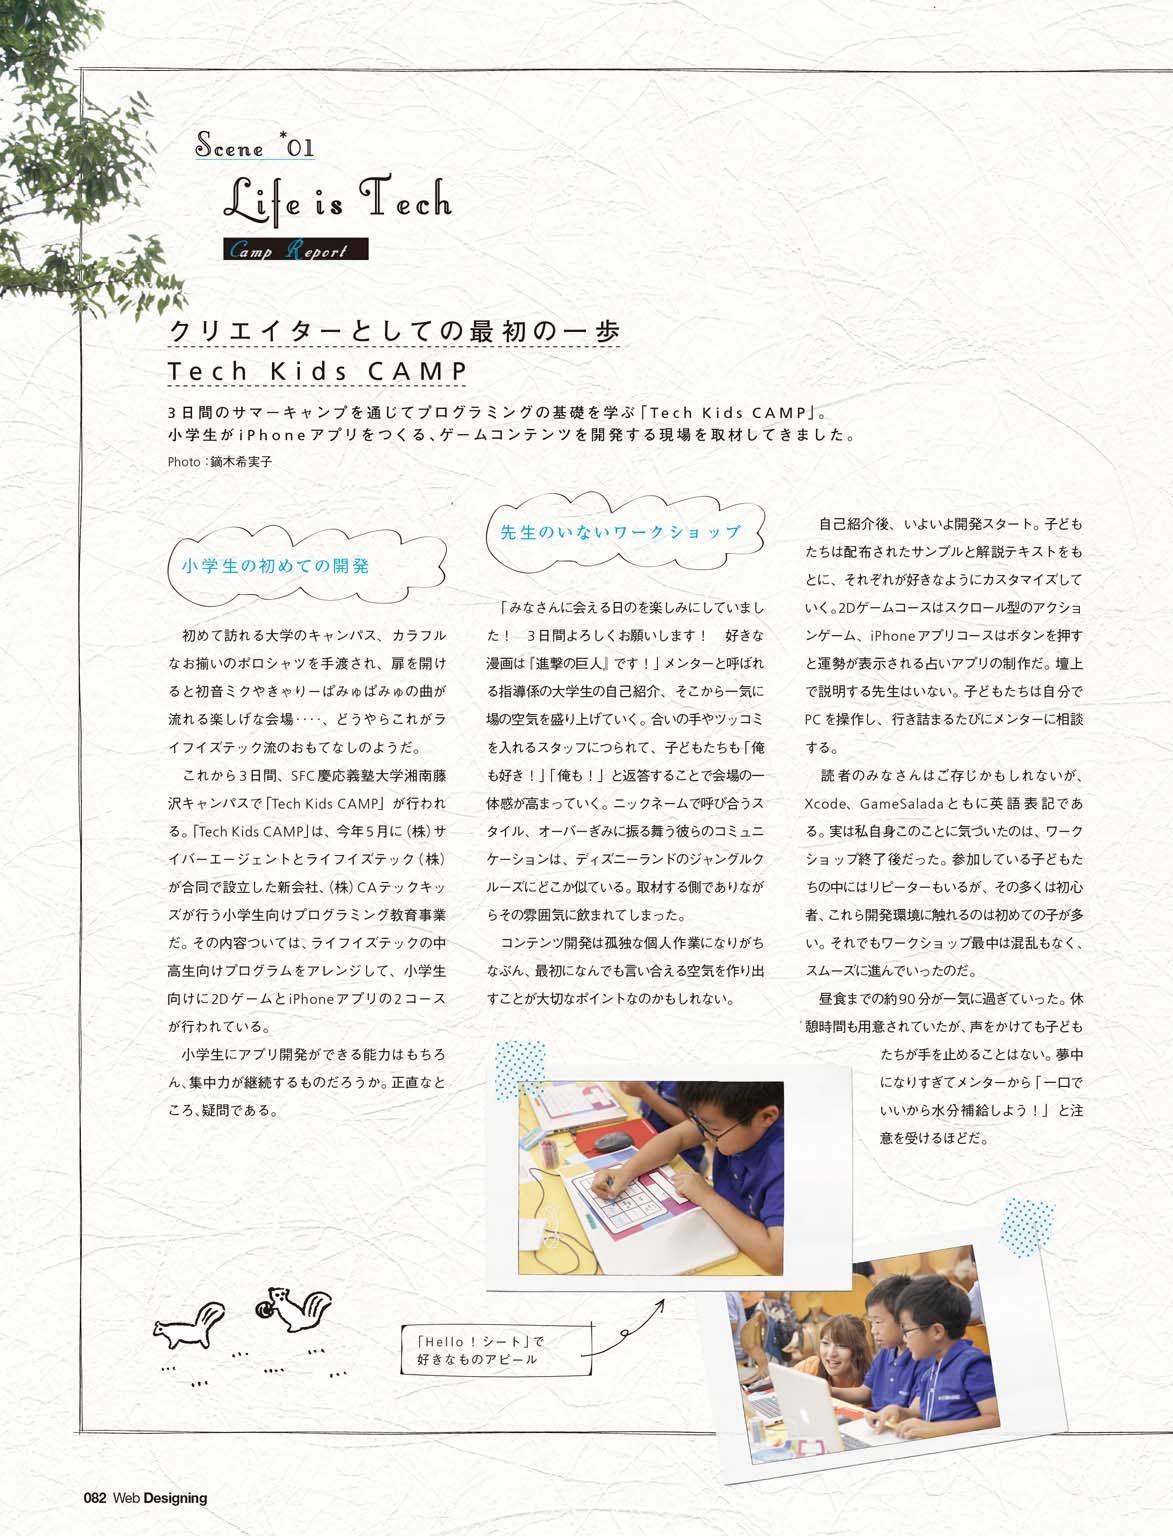 Scene *01
Life is Tech
Camp Report
クリエイターとしての最初の一歩
Tech Kids CAMP
3日間のサマーキャンプを通じてプログラミングの基礎を学ぶ「Tech Kids CAMP」。
小学生がiPhoneアプリをつくる、ゲームコンテンツを開発する現場を取材してきました。
Photo：鏑木希実子
小学生の初めての開発
初めて訪れる大学のキャンパス、カラフル
なお揃いのポロシャツを手渡され、扉を開け
ると初音ミクやきゃりーぱみゅぱみゅの曲が
流れる楽しげな会場‥‥、どうやらこれがラ
イフイズテック流のおもてなしのようだ。
これから3日間、SFC慶応義塾大学湘南藤
沢キャンパスで「Tech Kids CAMP」が行われ
る。「Tech Kids CAMP」は、今年5月に（株）サ
イバーエージェントとライフイズテック（株）
が合同で設立した新会社、（株）CAテックキッ
ズが行う小学生向けプログラミング教育事業
だ。その内容ついては、ライフイズテックの中
高生向けプログラムをアレンジして、小学生
向けに2DゲームとiPhoneアプリの2コース
が行われている。
小学生にアプリ開発ができる能力はもちろ
ん、集中力が継続するものだろうか。正直なと
ころ、疑問である。
先生のいないワークショップ
「みなさんに会える日のを楽しみにしていまし
た！　3日間よろしくお願いします！　好きな
漫画は『進撃の巨人』です！」メンターと呼ばれ
る指導係の大学生の自己紹介、そこから一気に
場の空気を盛り上げていく。合いの手やツッコミ
を入れるスタッフにつられて、子どもたちも「俺
も好き！」「俺も！」と返答することで会場の一
体感が高まっていく。ニックネームで呼び合うス
タイル、オーバーぎみに振る舞う彼らのコミュニ
ケーションは、ディズニーランドのジャングルク
ルーズにどこか似ている。取材する側でありなが
らその雰囲気に飲まれてしまった。
コンテンツ開発は孤独な個人作業になりがち
なぶん、最初になんでも言い合える空気を作り出
すことが大切なポイントなのかもしれない。
自己紹介後、いよいよ開発スタート。子ども
たちは配布されたサンプルと解説テキストをも
とに、それぞれが好きなようにカスタマイズして
いく。2Dゲームコースはスクロール型のアクショ
ンゲーム、iPhoneアプリコースはボタンを押す
と運勢が表示される占いアプリの制作だ。壇上
で説明する先生はいない。子どもたちは自分で
PCを操作し、行き詰まるたびにメンターに相談
する。
読者のみなさんはご存じかもしれないが、
Xcode、GameSaladaともに英語表記であ
る。実は私自身このことに気づいたのは、ワーク
ショップ終了後だった。参加している子どもた
ちの中にはリピーターもいるが、その多くは初心
者、これら開発環境に触れるのは初めての子が多
い。それでもワークショップ最中は混乱もなく、
スムーズに進んでいったのだ。
昼食までの約90分が一気に過ぎていった。休
憩時間も用意されていたが、声をかけても子ども
たちが手を止めることはない。夢中
になりすぎてメンターから「一口で
いいから水分補給しよう！」と注
意を受けるほどだ。
「Hello！シート」で
好きなものアピール
082 Web Designing